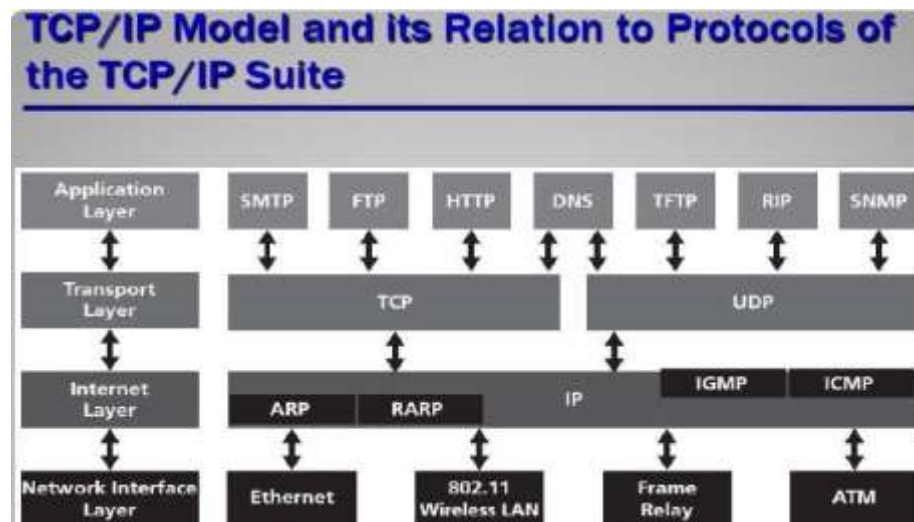 TCP/IP Model and its Relation to Protocols of
the TCP/IP Suite
Application
Layer
SMTP FTP HTTP DNS TFTP RIP SNMP
Transport
Layer
TCP UDP
Internet
Layer
ARP RARP IP IGMP ICMP
Network Interface
Layer
Ethernet
802.11
Wireless LAN
Frame
Relay
ATM